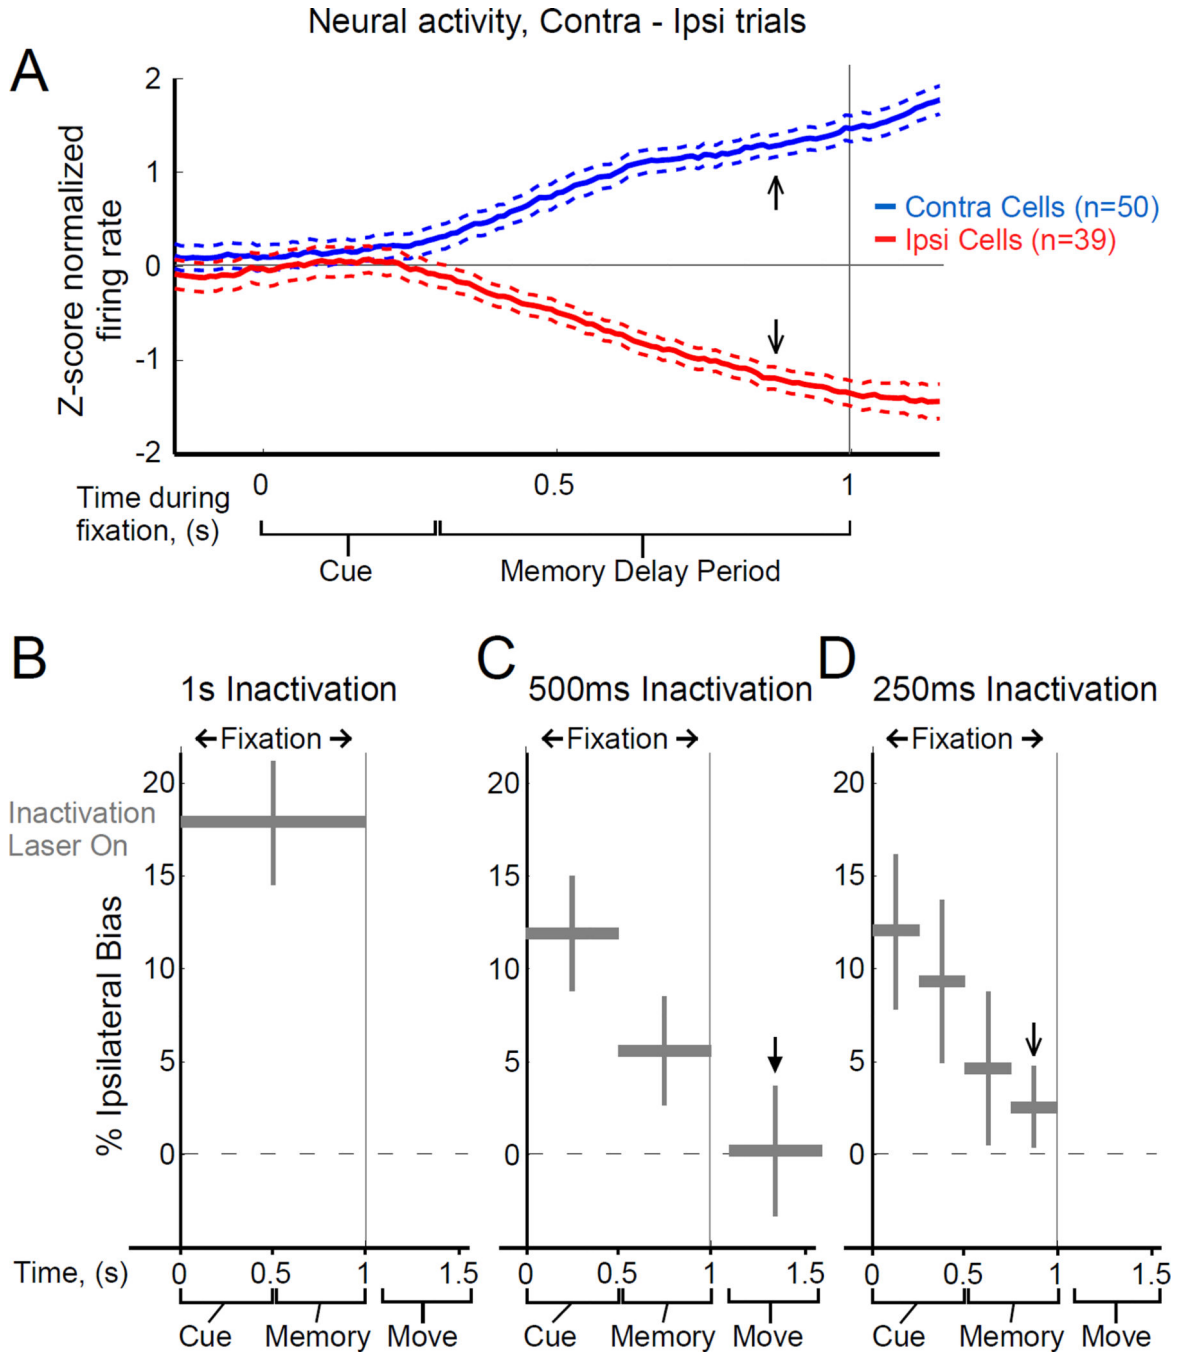 Neural activity, Contra - Ipsi trials
A
Z-score normalized
firing rate
2
1
0
-1
-2
Contra Cells (n=50)
Ipsi Cells (n=39)
0
0.5
1
Time during
fixation, (s)
Cue
Memory Delay Period
B
1s Inactivation
←Fixation→
Inactivation
Laser On
% Ipsilateral Bias
20
15
10
5
0
Time, (s)
0
0.5
1
1.5
Cue
Memory
Move
C
500ms Inactivation
←Fixation→
20
15
10
5
0
0
0.5
1
1.5
Cue
Memory
Move
D
250ms Inactivation
←Fixation→
20
15
10
5
0
0
0.5
1
1.5
Cue
Memory
Move